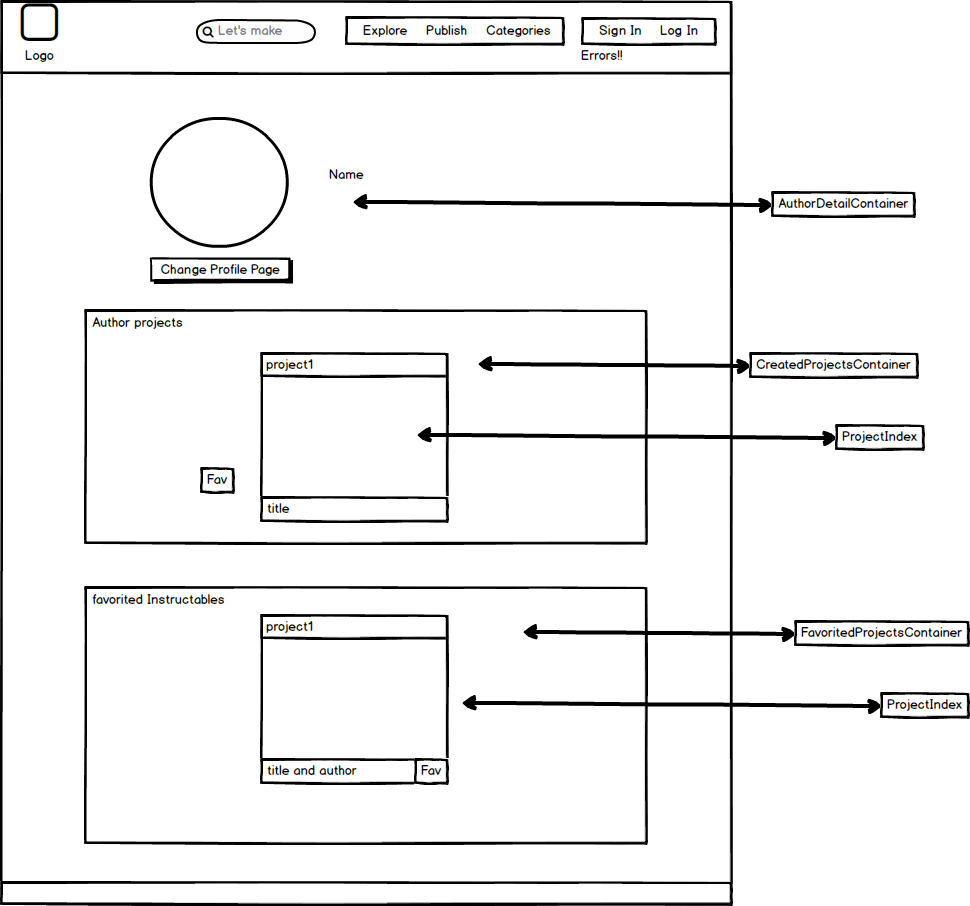 Let's make
Explore Publish Categories
Sign In Log In
Logo
Errors!!
Name
AuthorDetailContainer
Change Profile Page
Author projects
project1
CreatedProjectsContainer
ProjectIndex
Fav
title
favorited Instructables
project1
FavoritedProjectsContainer
ProjectIndex
title and author
Fav